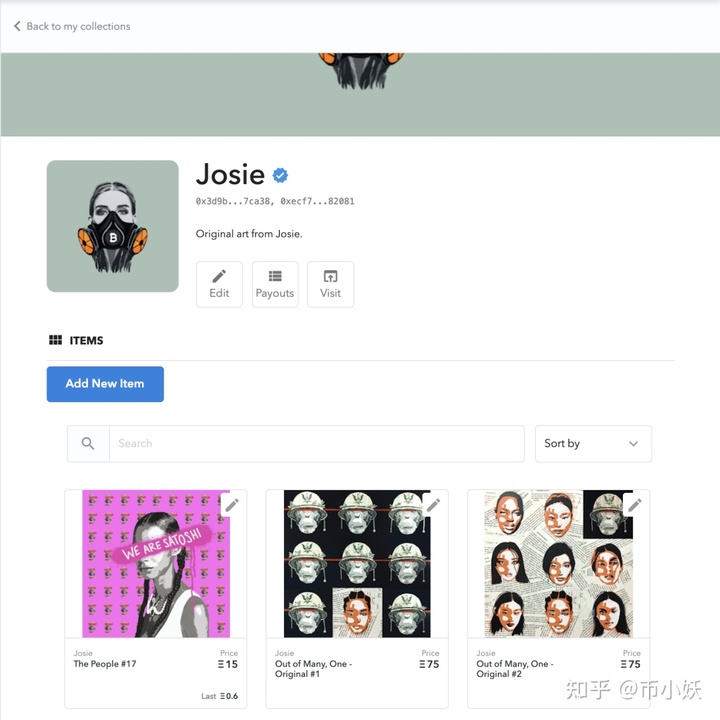 Back to my collections
Josie
0x3d9b...7ca38, 0xecf7...82081
Original art from Josie.
Edit
Payouts
Visit
ITEMS
Add New Item
Search
Sort by
WE ARE SATOSHI
Josie
Price
The People #17
Ξ 15
Last Ξ 0.6
Josie
Price
Out of Many, One -
Original #1
Ξ 75
Josie
Price
Out of Many, One -
Original #2
Ξ 75
知乎 @币小妖